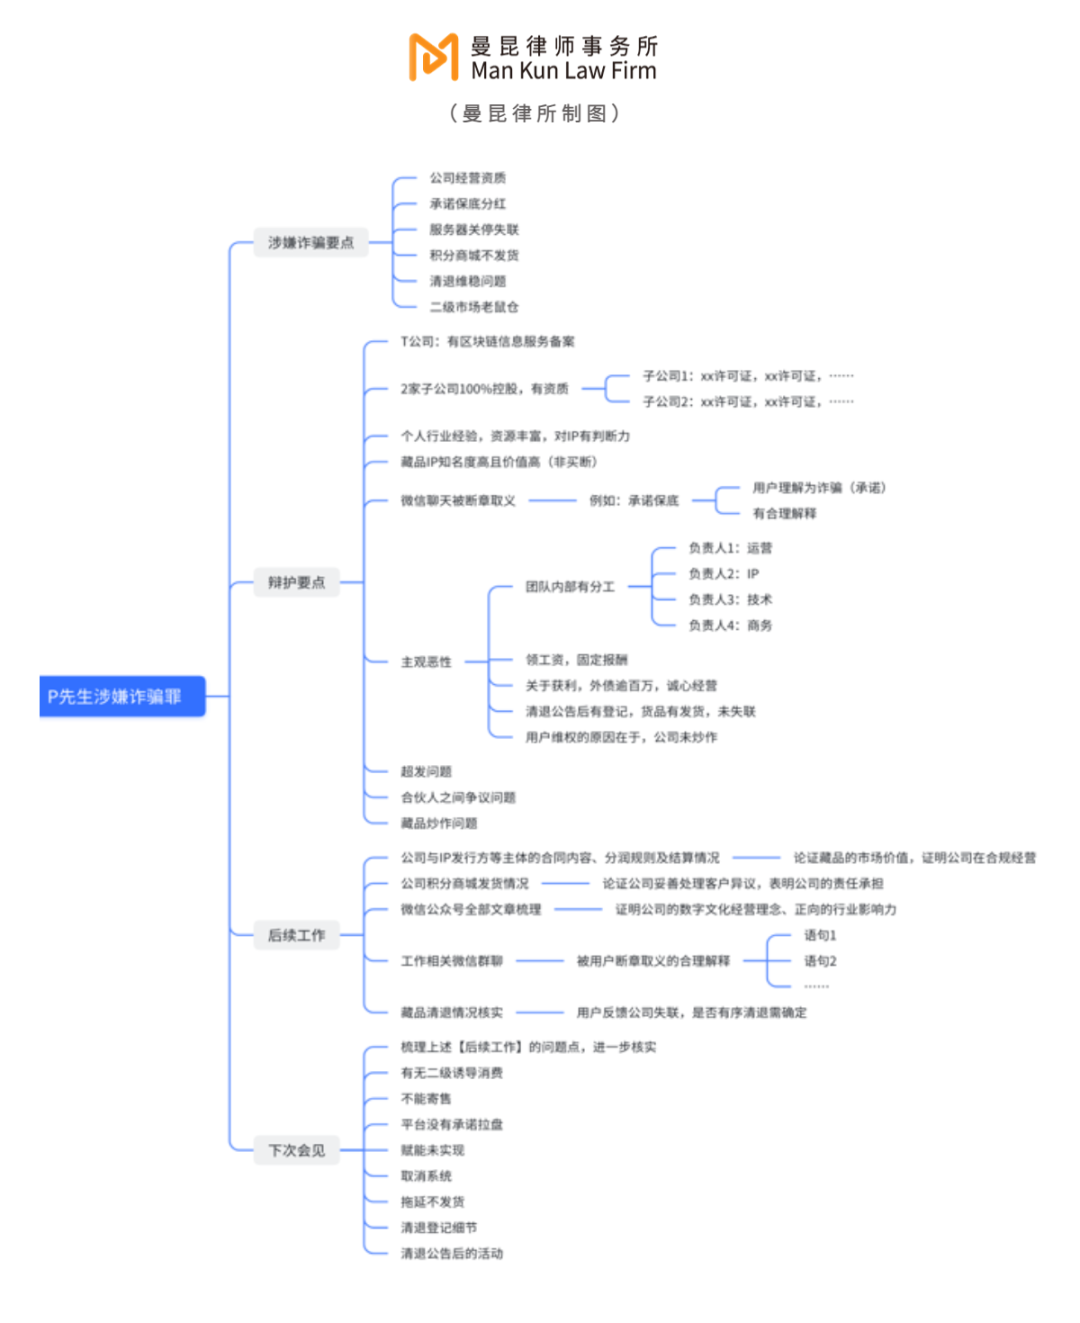 曼昆律师事务所
Man Kun Law Firm
（曼昆律所制图）
P先生涉嫌诈骗罪
涉嫌诈骗要点
公司经营资质
承诺保底分红
服务器关停失联
积分商城不发货
清退维稳问题
二级市场老鼠仓
辩护要点
T公司：有区块链信息服务备案
2家子公司100%控股，有资质
子公司1：xx许可证，xx许可证，……
子公司2：xx许可证，xx许可证，……
个人行业经验，资源丰富，对IP有判断力
藏品IP知名度高且价值高（非买断）
微信聊天被断章取义
例如：承诺保底
用户理解为诈骗（承诺）
有合理解释
主观恶性
团队内部有分工
负责人1：运营
负责人2：IP
负责人3：技术
负责人4：商务
领工资，固定报酬
关于获利，外债逾百万，诚心经营
清退公告后有登记，货品有发货，未失联
用户维权的原因在于，公司未炒作
超发问题
合伙人之间争议问题
藏品炒作问题
后续工作
公司与IP发行方等主体的合同内容、分润规则及结算情况
论证藏品的市场价值，证明公司在合规经营
公司积分商城发货情况
论证公司妥善处理客户异议，表明公司的责任承担
微信公众号全部文章梳理
证明公司的数字文化经营理念、正向的行业影响力
工作相关微信群聊
被用户断章取义的合理解释
语句1
语句2
……
藏品清退情况核实
用户反馈公司失联，是否有序清退需确定
下次会见
梳理上述【后续工作】的问题点，进一步核实
有无二级诱导消费
不能寄售
平台没有承诺拉盘
赋能未实现
取消系统
拖延不发货
清退登记细节
清退公告后的活动